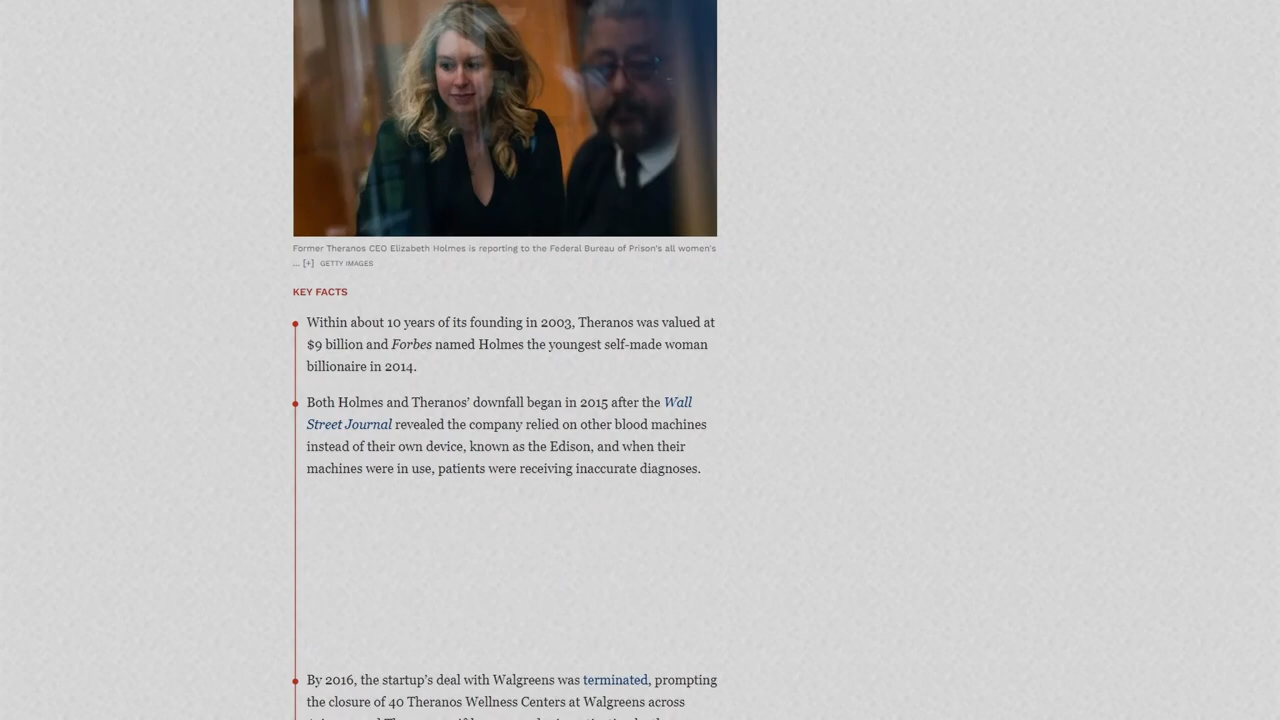 Former Theranos CEO Elizabeth Holmes is reporting to the Federal Bureau of Prison's all women's
... [+] GETTY IMAGES
KEY FACTS
Within about 10 years of its founding in 2003, Theranos was valued at
$9 billion and Forbes named Holmes the youngest self-made woman
billionaire in 2014.
Both Holmes and Theranos’ downfall began in 2015 after the Wall
Street Journal revealed the company relied on other blood machines
instead of their own device, known as the Edison, and when their
machines were in use, patients were receiving inaccurate diagnoses.
By 2016, the startup’s deal with Walgreens was terminated, prompting
the closure of 40 Theranos Wellness Centers at Walgreens across